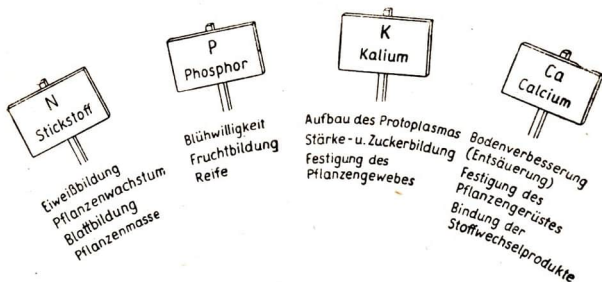 N
Stickstoff
Eiweißbildung
Pflanzenwachstum
Blattbildung
Pflanzenmasse
P
Phosphor
Blühwilligkeit
Fruchtbildung
Reife
K
Kalium
Aufbau des Protoplasmas
Stärke- u. Zuckerbildung
Festigung des
Pflanzengewebes
Ca
Calcium
Bodenverbesserung
(Entsäuerung)
Festigung des
Pflanzengerüstes
Bindung der
Stoffwechselprodukte